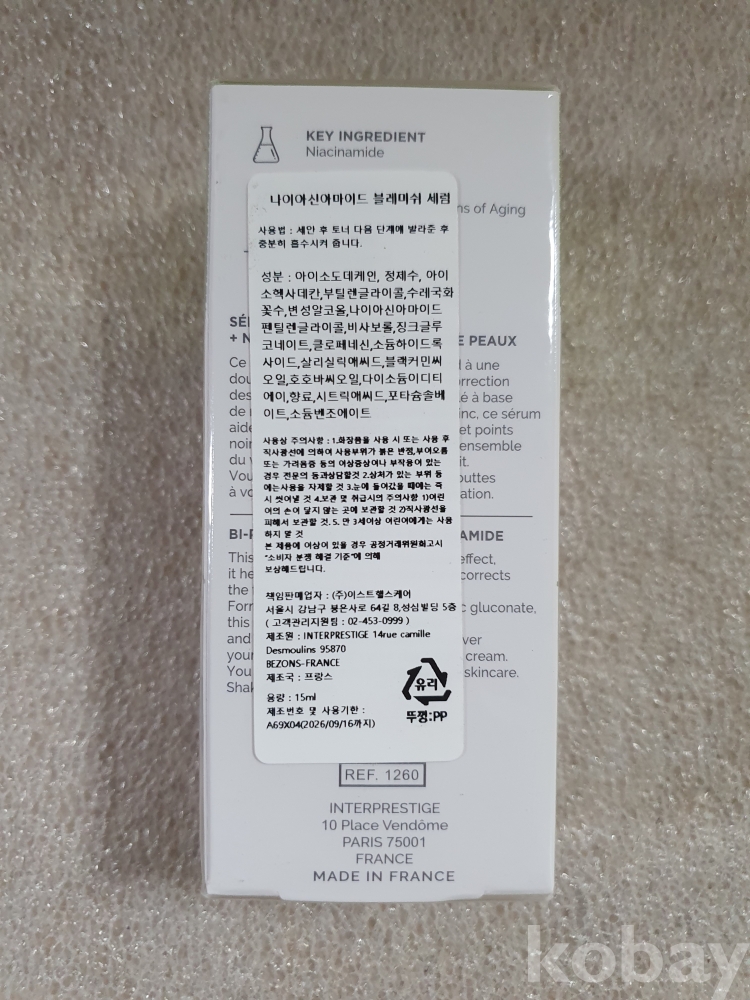 KEY INGREDIENT
Niacinamide
ns of Aging
나이아신아마이드 블레미쉬 세럼
사용법 : 세안 후 토너 다음 단계에 발라준 후
충분히 흡수시켜 줍니다.
성분 : 아이소도데케인, 정제수, 아이
소헥사데칸,부틸렌글라이콜,수레국화
꽃수,변성알코올,나이아신아마이드
펜틸렌글라이콜,비사보롤,징크글루
코네이트,클로페네신,소듐하이드록
사이드,살리실릭애씨드,블랙커민씨
오일,호호바씨오일,다이소듐이디티
에이,향료,시트릭애씨드,포타슘솔베
이트,소듐벤조에이트
사용상 주의사항 : 1.화장품을 사용 시 또는 사용 후
직사광선에 의하여 사용부위가 붉은 반점,부어오름
또는 가려움증 등의 이상증상이나 부작용이 있는
경우 전문의 등과상담할것 2.상처가 있는 부위 등
에는사용을 자제할 것 3.눈에 들어갔을 때에는 즉
시 씻어낼 것 4.보관 및 취급시의 주의사항 1)어린
이의 손이 닿지 않는 곳에 보관할 것 2)직사광선을
피해서 보관할 것. 5. 만 3세이상 어린이에게는 사용
하지 말 것
본 제품에 이상이 있을 경우 공정거래위원회고시
"소비자 분쟁 해결 기준"에 의해
보상해드립니다.
책임판매업자 : (주)이스트헬스케어
서울시 강남구 봉은사로 64길 8,성심빌딩 5층
( 고객관리지원팀 : 02-453-0999 )
제조원 : INTERPRESTIGE 14rue camille
Desmoulins 95870
BEZONS-FRANCE
제조국 : 프랑스
용량 : 15ml
제조번호 및 사용기한 :
A69X04(2026/09/16까지)
유리
뚜껑:PP
SÉ
E PEAUX
+ N
Ce
à une
dou
orrection
des
é à base
de
inc, ce sérum
aide
et points
noir
ensemble
du
it.
Vou
outtes
à vo
ation.
BI-P
AMIDE
This
effect,
it he
corrects
the
Forr
c gluconate,
this
and
ver
your
cream.
You
skincare.
Shak
REF. 1260
INTERPRESTIGE
10 Place Vendôme
PARIS 75001
FRANCE
MADE IN FRANCE
kobay